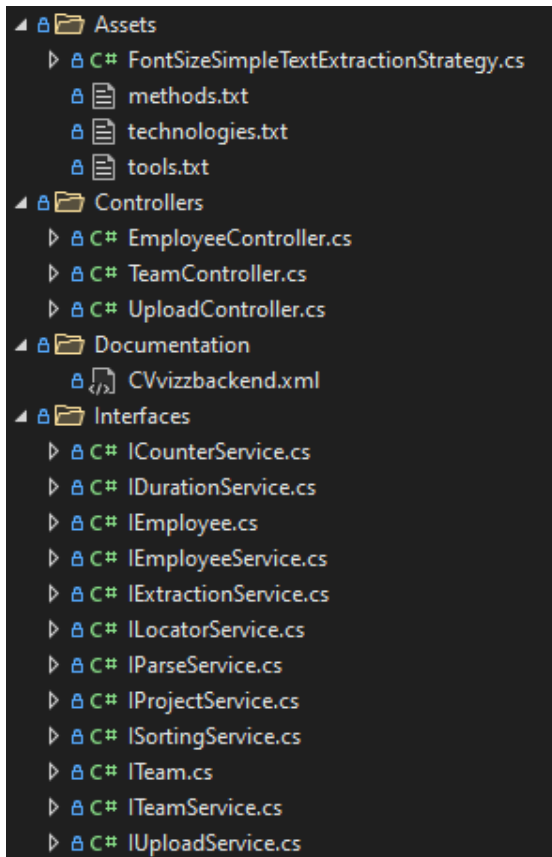 Assets
C# FontSizeSimpleTextExtractionStrategy.cs
methods.txt
technologies.txt
tools.txt
Controllers
C# EmployeeController.cs
C# TeamController.cs
C# UploadController.cs
Documentation
CVvizzbackend.xml
Interfaces
C# ICounterService.cs
C# IDurationService.cs
C# IEmployee.cs
C# IEmployeeService.cs
C# IExtractionService.cs
C# ILocatorService.cs
C# IParseService.cs
C# IProjectService.cs
C# ISortingService.cs
C# ITeam.cs
C# ITeamService.cs
C# IUploadService.cs